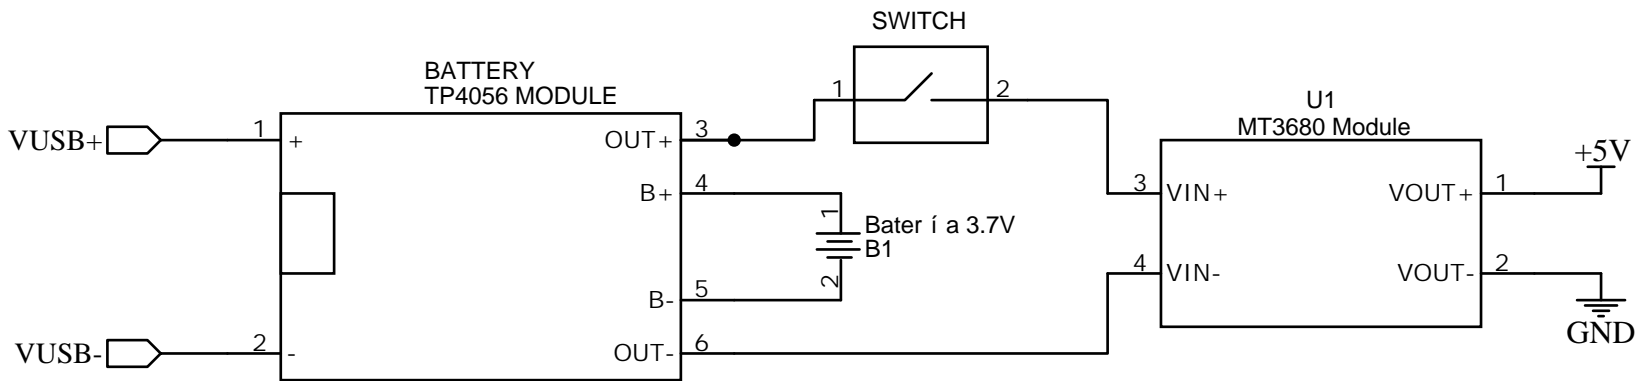 SWITCH
1
2
BATTERY
TP4056 MODULE
VUSB+
1
+
OUT+
3
B+
4
1
Bater í a 3.7V
B1
2
B-
5
VUSB-
2
-
OUT-
6
U1
MT3680 Module
3
VIN+
VOUT+
1
+5V
4
VIN-
VOUT-
2
GND